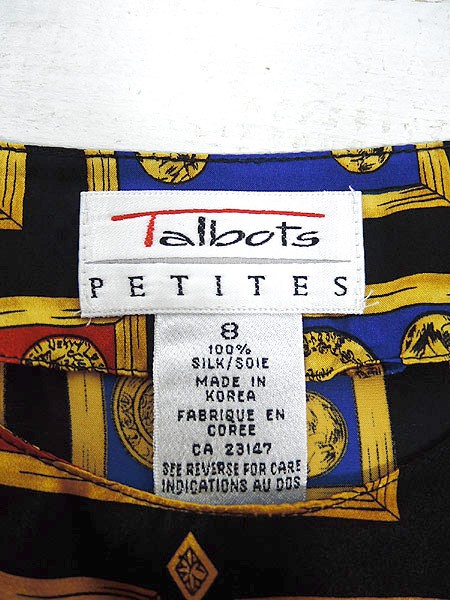 Talbots
PETITES
8
100%
SILK/SOIE
MADE IN
KOREA
FABRIQUE EN
COREE
CA 23147
SEE REVERSE FOR CARE
INDICATIONS AU DOS